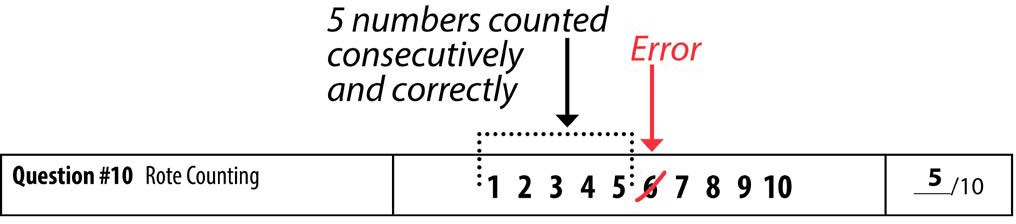 5 numbers counted
consecutively
and correctly
Error
Question #10 Rote Counting
1 2 3 4 5 6 7 8 9 10
5/10